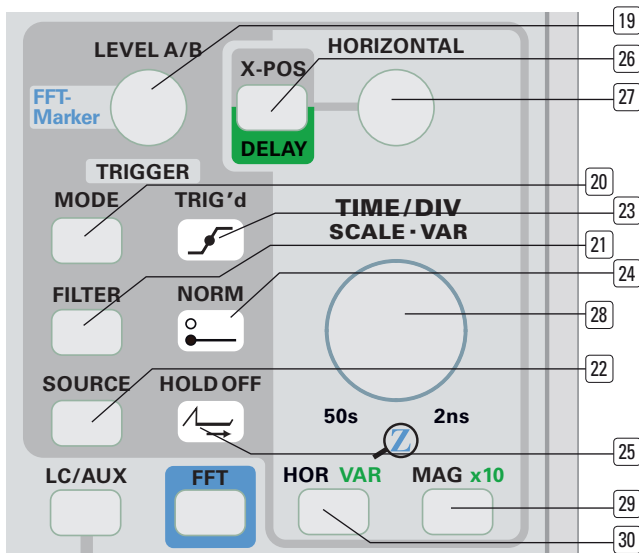 19
LEVEL A/B
HORIZONTAL
26
X-POS
FFT-
Marker
27
DELAY
TRIGGER
20
MODE
TRIG'd
TIME/DIV
23
SCALE · VAR
21
24
FILTER
NORM
28
22
SOURCE
HOLD OFF
50s
2ns
Z
25
LC/AUX
FFT
HOR VAR
MAG x10
29
30